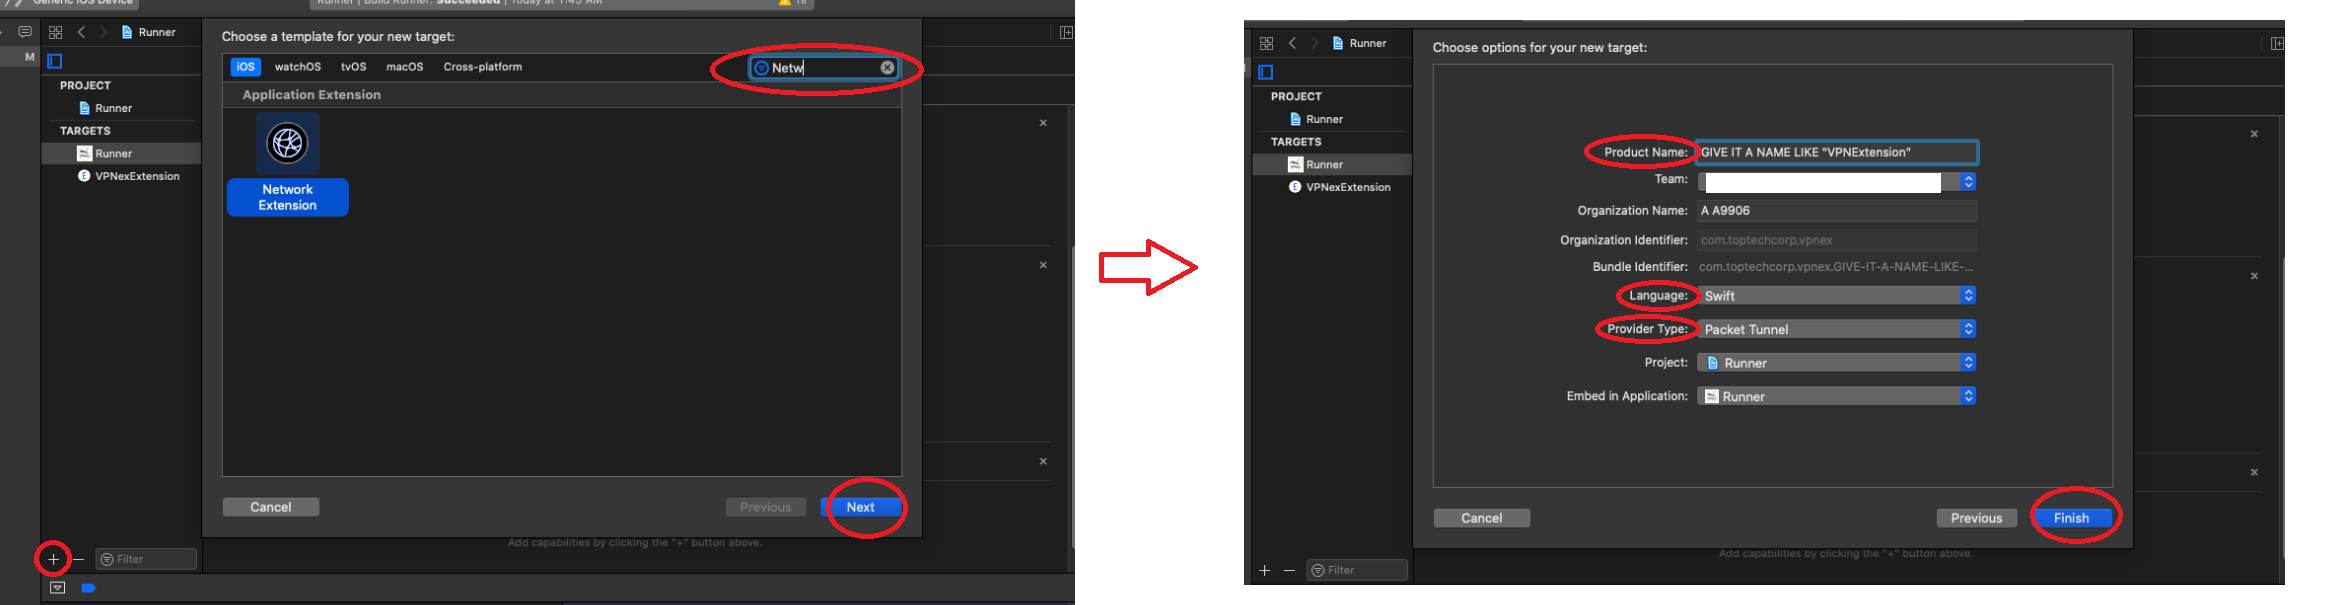 Generic iOS Device
Runner | Build Runner: Succeeded | Today at 1:45 AM
Runner
M
PROJECT
Runner
TARGETS
Runner
VPNexExtension
Choose a template for your new target:
iOS watchOS tvOS macOS Cross-platform
Netw
Application Extension
Network
Extension
Cancel
Previous
Next
Add capabilities by clicking the "+" button above.
+ − Filter
Runner
PROJECT
Runner
TARGETS
Runner
E VPNexExtension
Choose options for your new target:
Product Name: GIVE IT A NAME LIKE "VPNExtension"
Team:
Organization Name: A A9906
Organization Identifier: com.toptechcorp.vpnex
Bundle Identifier: com.toptechcorp.vpnex.GIVE-IT-A-NAME-LIKE-...
Language: Swift
Provider Type: Packet Tunnel
Project: Runner
Embed in Application: Runner
Cancel
Previous
Finish
Add capabilities by clicking the "+" button above.
+ − Filter